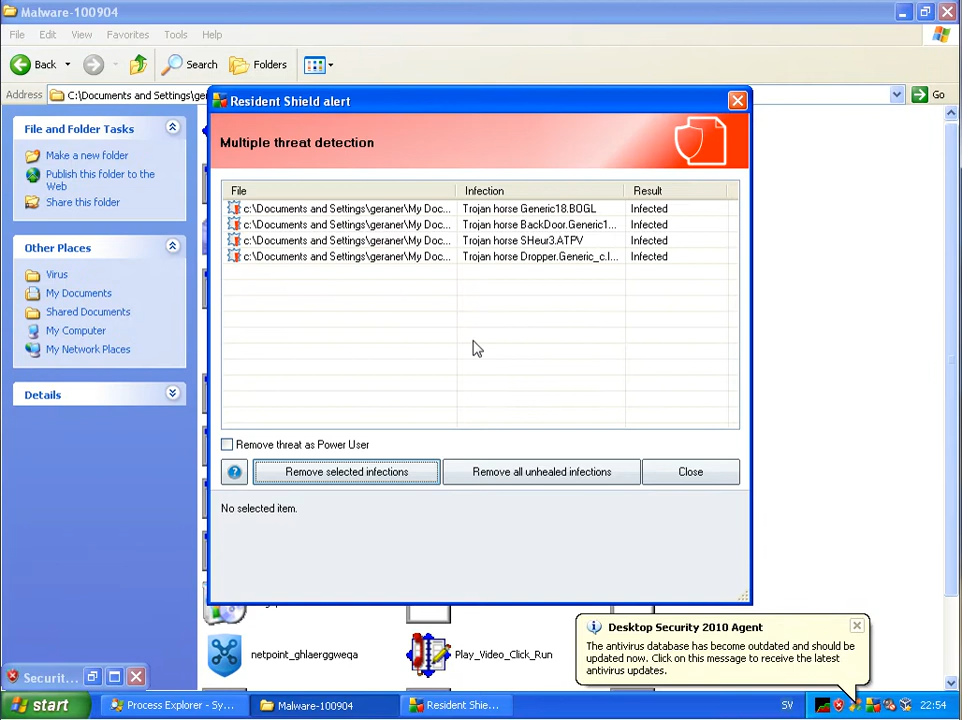 Malware-100904
File Edit View Favorites Tools Help
Back Search Folders
Address C:\Documents and Settings\ger Go
Resident Shield alert
Multiple threat detection
File Infection Result
c:\Documents and Settings\geraner\My Doc... Trojan horse Generic18.BOGL Infected
c:\Documents and Settings\geraner\My Doc... Trojan horse BackDoor.Generic1... Infected
c:\Documents and Settings\geraner\My Doc... Trojan horse SHeur3.ATPV Infected
c:\Documents and Settings\geraner\My Doc... Trojan horse Dropper.Generic_c.I... Infected
File and Folder Tasks
Make a new folder
Publish this folder to the
Web
Share this folder
Other Places
Virus
My Documents
Shared Documents
My Computer
My Network Places
Details
Remove threat as Power User
Remove selected infections Remove all unhealed infections Close
No selected item.
netpoint_ghlaerggweqa Play_Video_Click_Run
Desktop Security 2010 Agent
The antivirus database has become outdated and should be
updated now. Click on this message to receive the latest
antivirus updates.
Securit...
start Process Explorer - Sy... Malware-100904 Resident Shie... SV 22:54